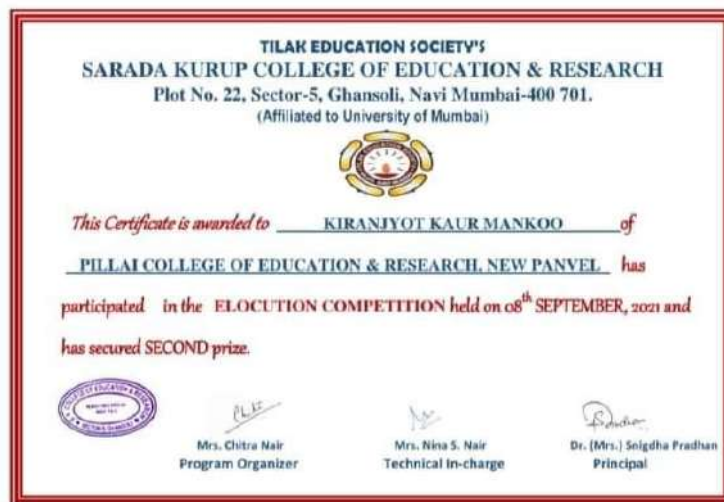 TILAK EDUCATION SOCIETY'S
SARADA KURUP COLLEGE OF EDUCATION & RESEARCH
Plot No. 22, Sector-5, Ghansoli, Navi Mumbai-400 701.
(Affiliated to University of Mumbai)
This Certificate is awarded to KIRANJYOT KAUR MANKOO of
PILLAI COLLEGE OF EDUCATION & RESEARCH, NEW PANVEL has
participated in the ELOCUTION COMPETITION held on 08th SEPTEMBER, 2021 and
has secured SECOND prize.
Mrs. Chitra Nair
Program Organizer
Mrs. Nina S. Nair
Technical In-charge
Dr. (Mrs.) Snigdha Pradhan
Principal